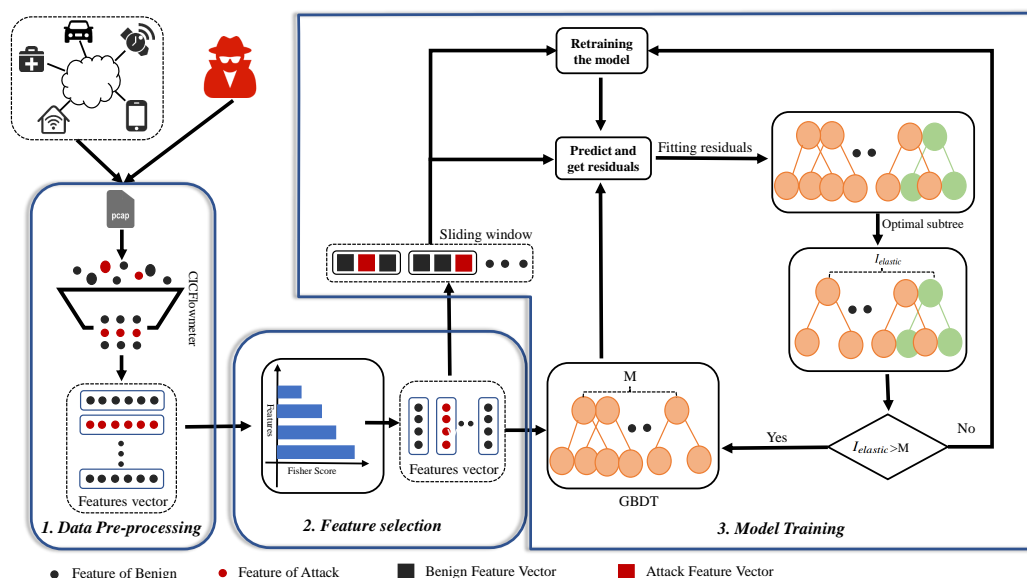 Retraining
the model
Predict and
get residuals
Fitting residuals
Optimal subtree
I elastic
pcap
CICFlowmeter
Sliding window
Features vector
1. Data Pre-processing
Features
Fisher Score
Features vector
2. Feature selection
M
GBDT
Yes
I elastic >M
No
3. Model Training
Feature of Benign
Feature of Attack
Benign Feature Vector
Attack Feature Vector